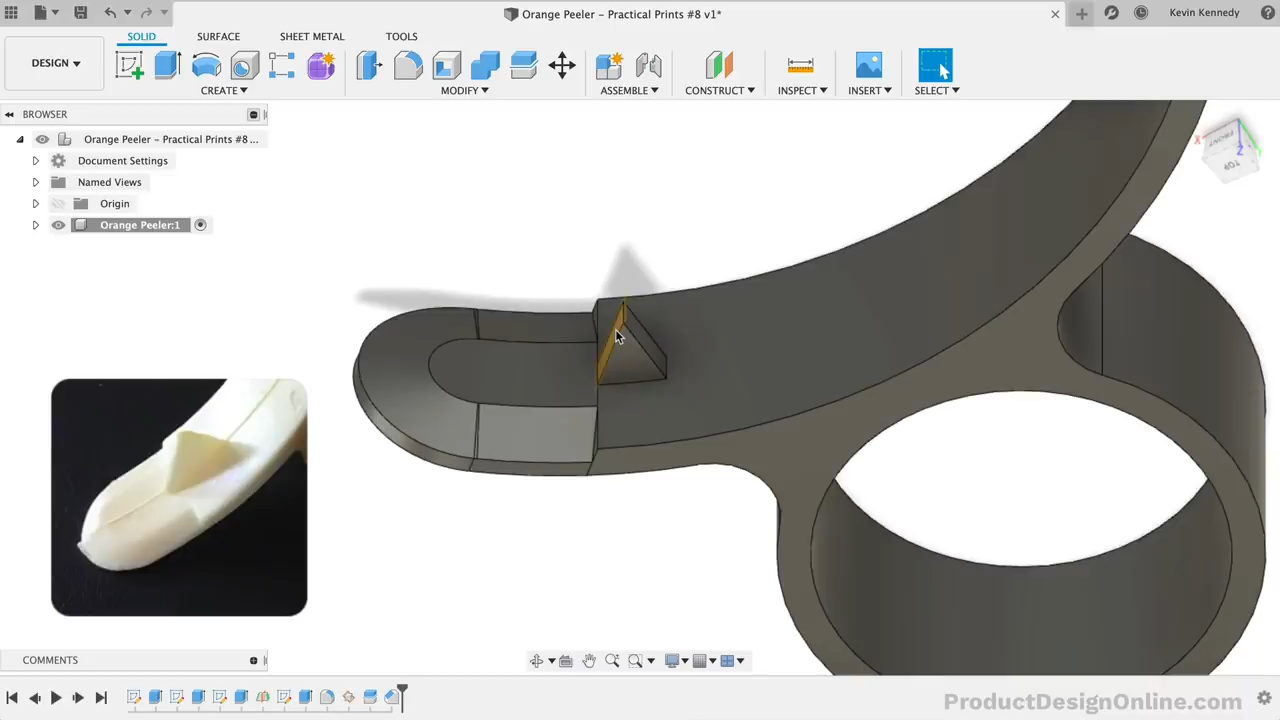 Orange Peeler – Practical Prints #8 v1*
Kevin Kennedy
SOLID SURFACE SHEET METAL TOOLS
DESIGN ▾
CREATE ▾ MODIFY ▾ ASSEMBLE ▾ CONSTRUCT ▾ INSPECT ▾ INSERT ▾ SELECT ▾
BROWSER
Orange Peeler – Practical Prints #8 ...
Document Settings
Named Views
Origin
Orange Peeler:1
FRONT
TOP
X
Z
COMMENTS
ProductDesignOnline.com